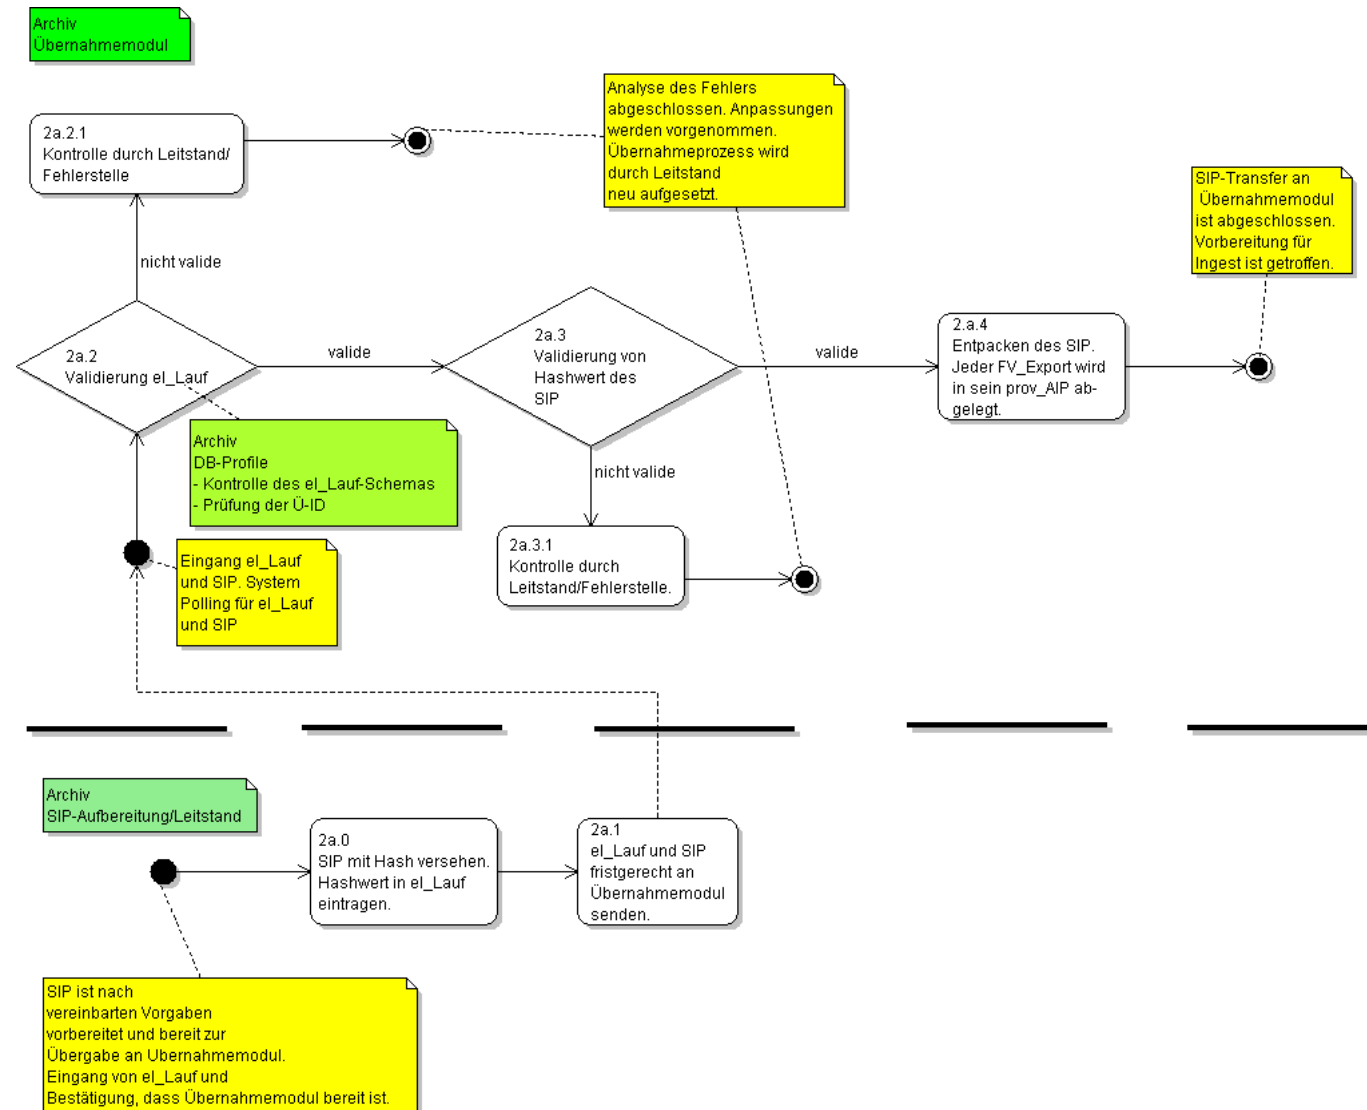 Archiv
Übernahmemodul
2a.2.1
Kontrolle durch Leitstand/
Fehlerstelle
Analyse des Fehlers
abgeschlossen. Anpassungen
werden vorgenommen.
Übernahmeprozess wird
durch Leitstand
neu aufgesetzt.
SIP-Transfer an
Übernahmemodul
ist abgeschlossen.
Vorbereitung für
Ingest ist getroffen.
nicht valide
2a.2
Validierung el_Lauf
valide
2a.3
Validierung von
Hashwert des
SIP
valide
2.a.4
Entpacken des SIP.
Jeder FV_Export wird
in sein prov_AIP ab-
gelegt.
Archiv
DB-Profile
- Kontrolle des el_Lauf-Schemas
- Prüfung der Ü-ID
nicht valide
2a.3.1
Kontrolle durch
Leitstand/Fehlerstelle.
Eingang el_Lauf
und SIP. System
Polling für el_Lauf
und SIP
Archiv
SIP-Aufbereitung/Leitstand
2a.0
SIP mit Hash versehen.
Hashwert in el_Lauf
eintragen.
2a.1
el_Lauf und SIP
fristgerecht an
Übernahmemodul
senden.
SIP ist nach
vereinbarten Vorgaben
vorbereitet und bereit zur
Übergabe an Ubernahmemodul.
Eingang von el_Lauf und
Bestätigung, dass Übernahmemodul bereit ist.